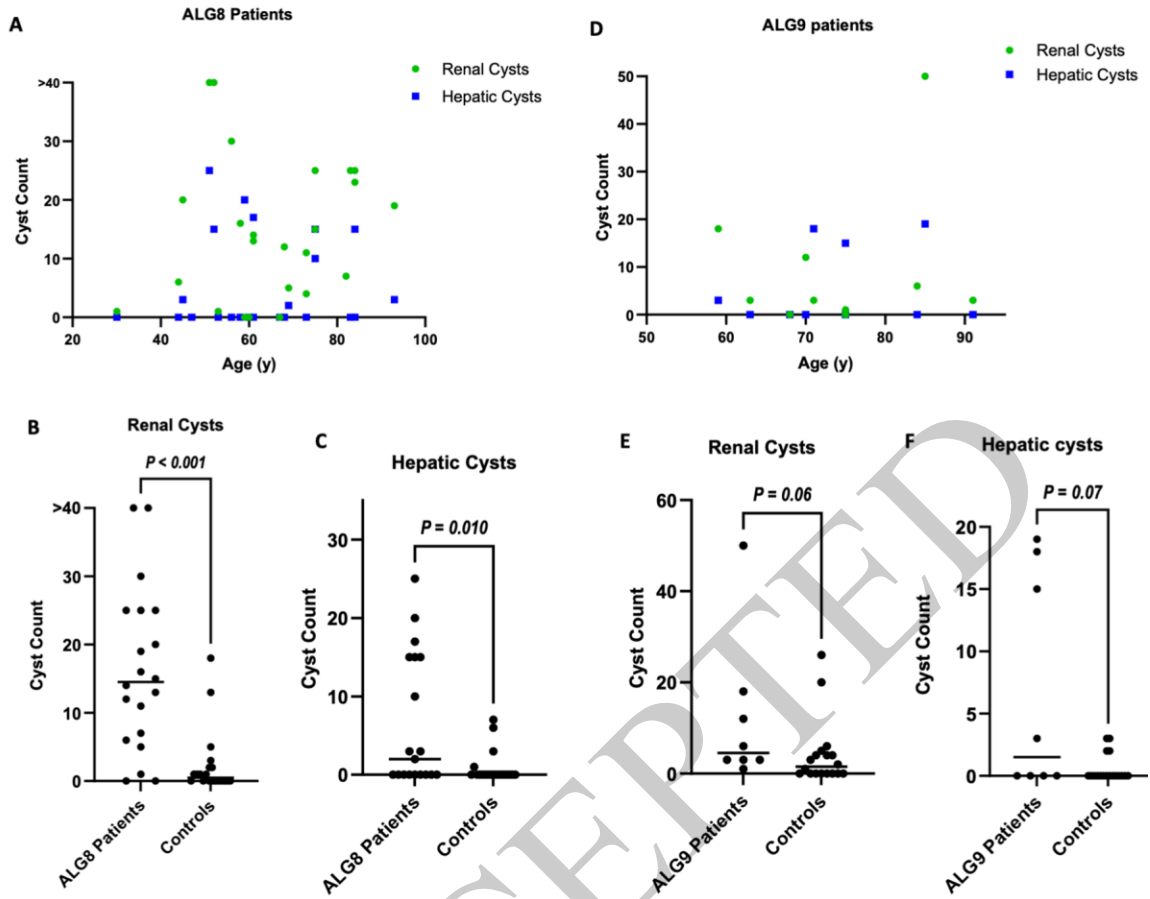 A
ALG8 Patients
Renal Cysts
Hepatic Cysts
Cyst Count
>40
30
20
10
0
20
40
60
80
100
Age (y)
D
ALG9 patients
Renal Cysts
Hepatic Cysts
Cyst Count
50
40
30
20
10
0
50
60
70
80
90
Age (y)
B
Renal Cysts
P < 0.001
Cyst Count
>40
30
20
10
0
ALG8 Patients
Controls
C
Hepatic Cysts
P = 0.010
Cyst Count
30
20
10
0
ALG8 Patients
Controls
E
Renal Cysts
P = 0.06
Cyst Count
60
40
20
0
ALG9 Patients
Controls
F
Hepatic cysts
P = 0.07
Cyst Count
20
15
10
5
0
ALG9 Patients
Controls
CEPTED